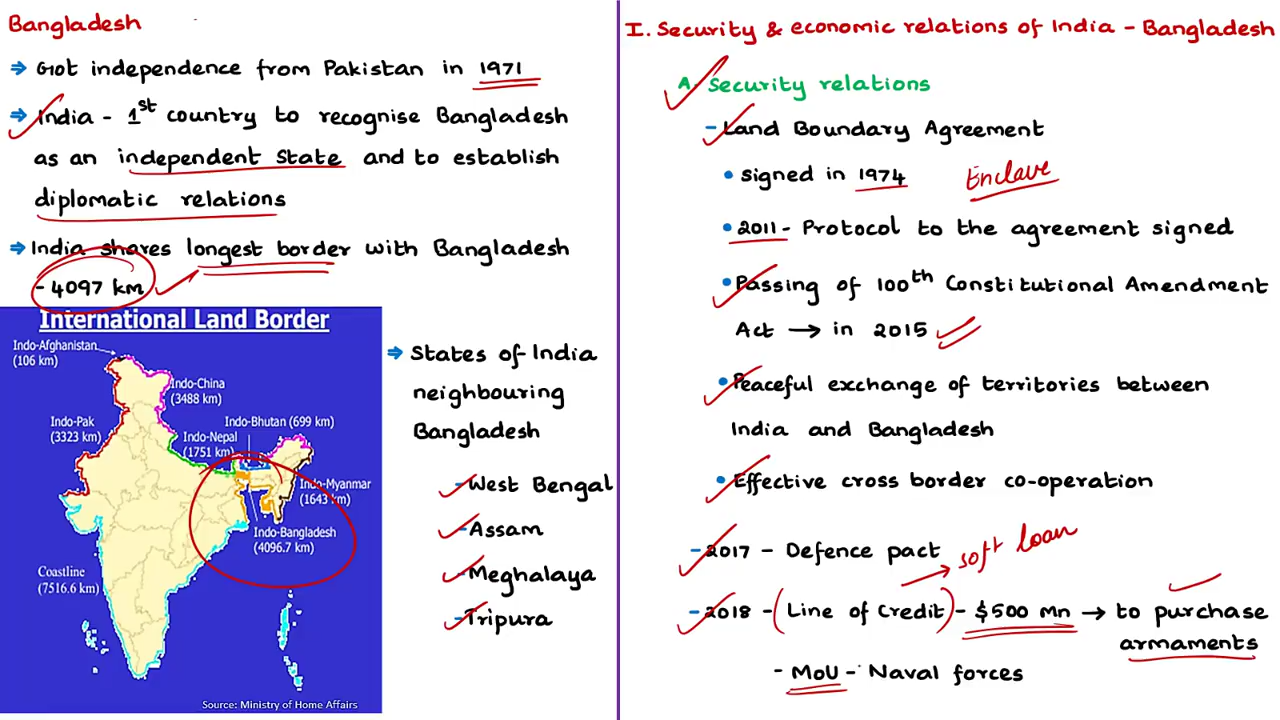 Bangladesh
⇒ Got independence from Pakistan in 1971
⇒ India - 1st country to recognise Bangladesh
as an independent State and to establish
diplomatic relations
⇒ India shares longest border with Bangladesh
- 4097 km
International Land Border
Indo-Afghanistan
(106 km)
Indo-China
(3488 km)
Indo-Pak
(3323 km)
Indo-Bhutan (699 km)
Indo-Nepal
(1751 km)
Indo-Myanmar
(1643 km)
Indo-Bangladesh
(4096.7 km)
Coastline
(7516.6 km)
Source: Ministry of Home Affairs
⇒ States of India
neighbouring
Bangladesh
- West Bengal
- Assam
- Meghalaya
- Tripura
I. Security & economic relations of India - Bangladesh
A. Security relations
- Land Boundary Agreement
• signed in 1974
Enclave
• 2011 - Protocol to the agreement signed
• Passing of 100th Constitutional Amendment
Act → in 2015
• Peaceful exchange of territories between
India and Bangladesh
• Effective cross border co-operation
- 2017 - Defence pact
→ soft loan
- 2018 - (Line of Credit) - $500 Mn → to purchase
armaments
- MoU - Naval forces